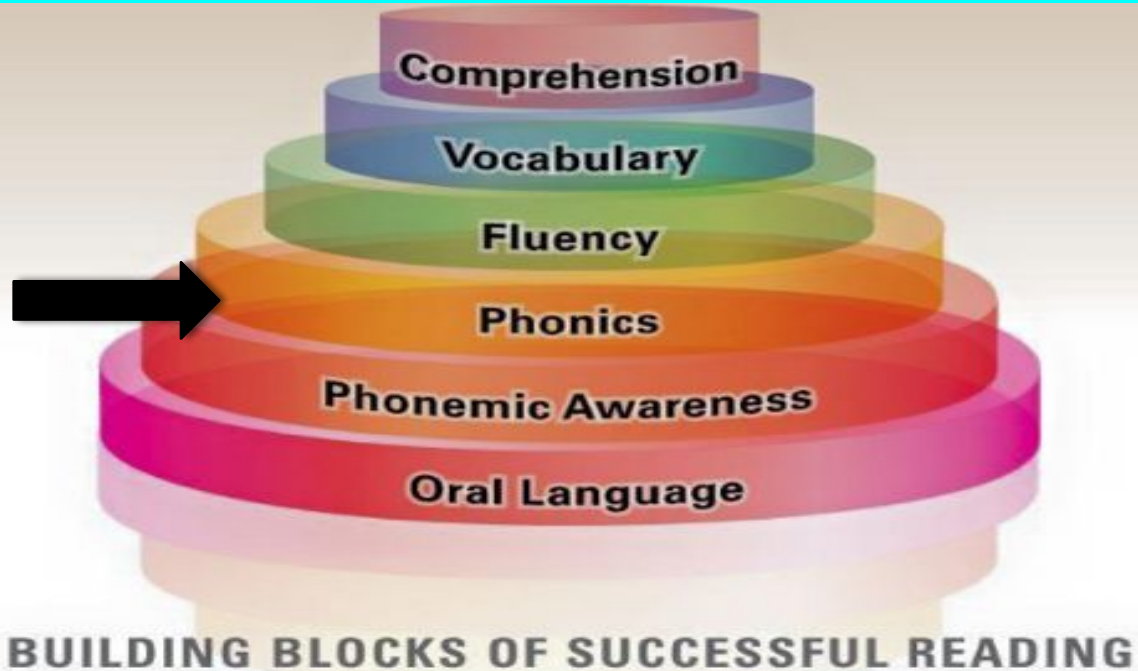 Comprehension
Vocabulary
Fluency
Phonics
Phonemic Awareness
Oral Language
BUILDING BLOCKS OF SUCCESSFUL READING